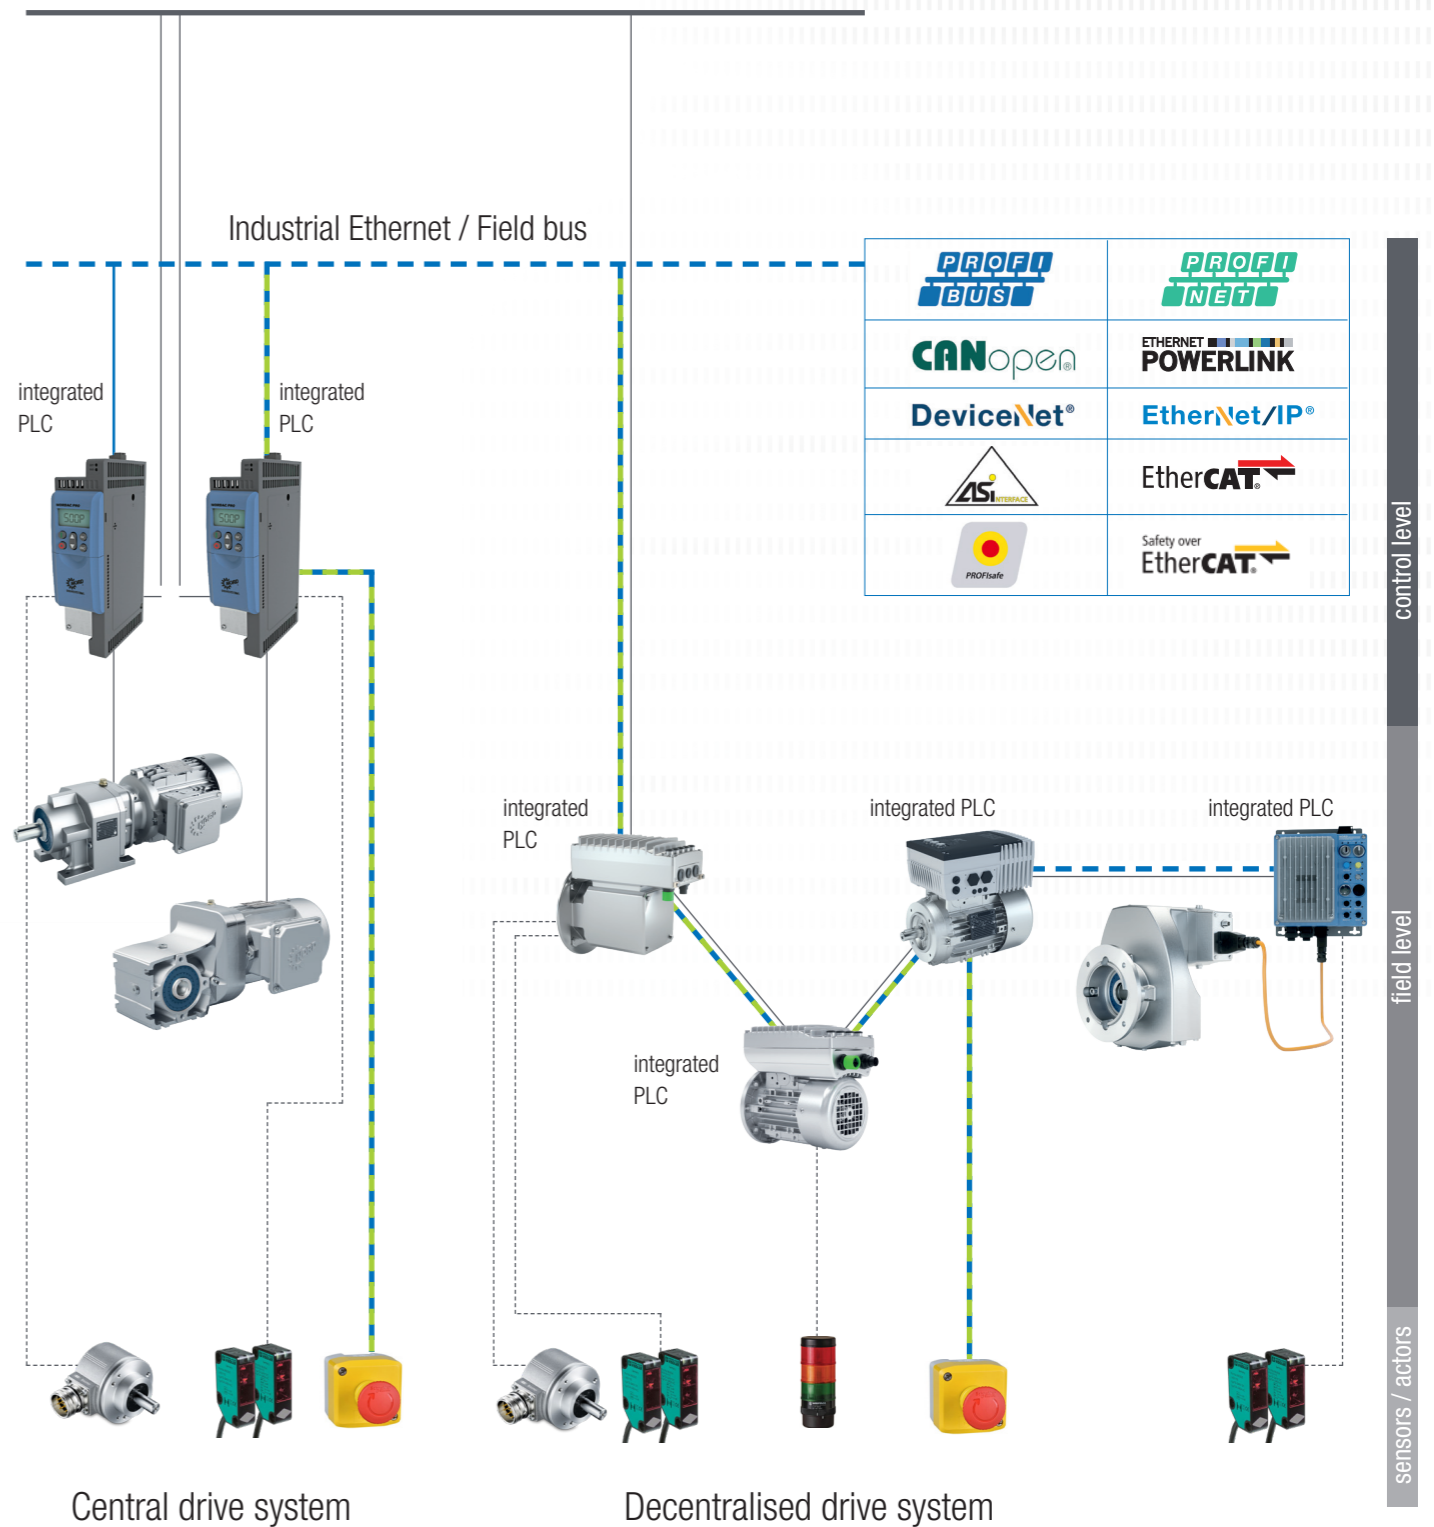 Industrial Ethernet / Field bus
PROFI
BUS
PROFI
NET
CANopen®
ETHERNET
POWERLINK
DeviceNet®
EtherNet/IP®
ASi
INTERFACE
EtherCAT®
PROFIsafe
Safety over
EtherCAT®
integrated
PLC
integrated
PLC
control level
integrated
PLC
integrated PLC
integrated PLC
field level
integrated
PLC
sensors / actors
Central drive system
Decentralised drive system